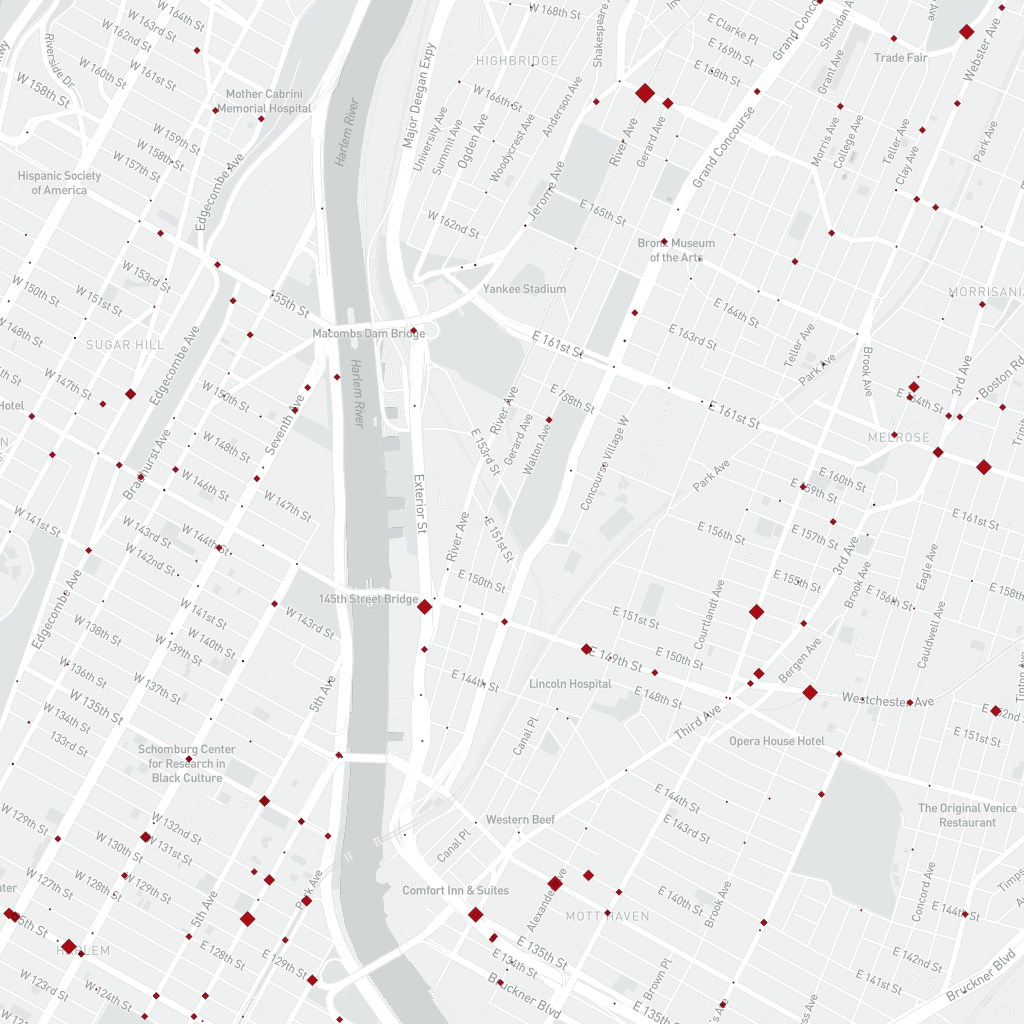 W 164th St
W 163rd St
W 162nd St
W 161st St
W 160th St
Riverside Dr
W 158th St
Mother Cabrini
Memorial Hospital
W 159th St
W 158th St
W 157th St
Hispanic Society
of America
Edgecombe Ave
Harlem River
Major Deegan Expy
W 168th St
HIGHBRIDGE
Shakespeare Ave
University Ave
Summit Ave
Ogden Ave
W 166th St
Woodycrest Ave
Anderson Ave
Jerome Ave
River Ave
Gerard Ave
E Clarke Pl
E 169th St
E 168th St
Grand Concourse
Grant Ave
Trade Fair
Webster Ave
Morris Ave
College Ave
Teller Ave
Clay Ave
Park Ave
E 165th St
W 162nd St
Bronx Museum
of the Arts
Yankee Stadium
W 153rd St
W 151st St
W 150th St
W 148th St
SUGAR HILL
W 147th St
155th St
Macombs Dam Bridge
Edgecombe Ave
Harlem River
E 161st St
E 164th St
E 163rd St
MORRISANIA
Teller Ave
Park Ave
Brook Ave
3rd Ave
Boston Rd
E 164th St
Hotel
W 150th St
Seventh Ave
W 148th St
Bradhurst Ave
W 146th St
W 147th St
River Ave
Gerard Ave
Walton Ave
E 158th St
E 153rd St
Concourse Village W
E 161st St
MELROSE
Park Ave
E 160th St
E 159th St
E 161st St
W 141st St
W 143rd St
W 142nd St
W 144th St
Exterior St
River Ave
E 151st St
E 156th St
E 157th St
3rd Ave
Brook Ave
Eagle Ave
E 155th St
E 156th St
E 158th St
Edgecombe Ave
145th Street Bridge
E 150th St
W 141st St
W 143rd St
W 140th St
W 139th St
W 138th St
W 137th St
W 136th St
W 135th St
W 134th St
133rd St
5th Ave
E 151st St
Courtlandt Ave
E 150th St
E 149th St
E 148th St
Bergen Ave
Cauldwell Ave
E 144th St
Lincoln Hospital
Westchester Ave
Third Ave
Opera House Hotel
E 151st St
Canal Pl
Schomburg Center
for Research in
Black Culture
W 132nd St
W 131st St
W 130th St
W 129th St
W 128th St
W 129th St
W 127th St
Western Beef
Canal Pl
E 144th St
E 143rd St
The Original Venice
Restaurant
Comfort Inn & Suites
Alexander Ave
MOTT HAVEN
E 140th St
Brook Ave
Concord Ave
E 144th St
5th Ave
Park Ave
HARLEM
E 128th St
E 129th St
W 123rd St
W 124th St
E 135th St
E 134th St
Bruckner Blvd
Brown Pl
E 135th St
E 142nd St
E 141st St
Bruckner Blvd